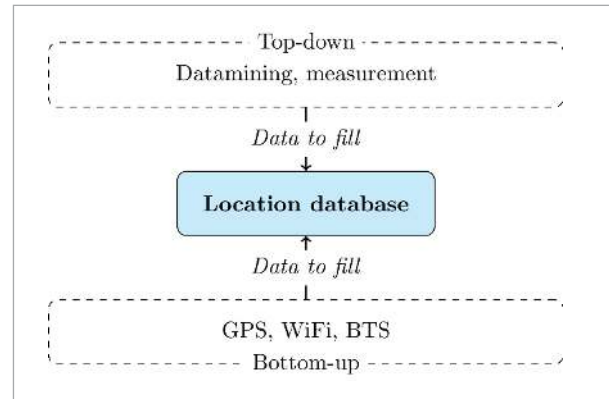 Top-down
Datamining, measurement
Data to fill
Location database
Data to fill
GPS, WiFi, BTS
Bottom-up